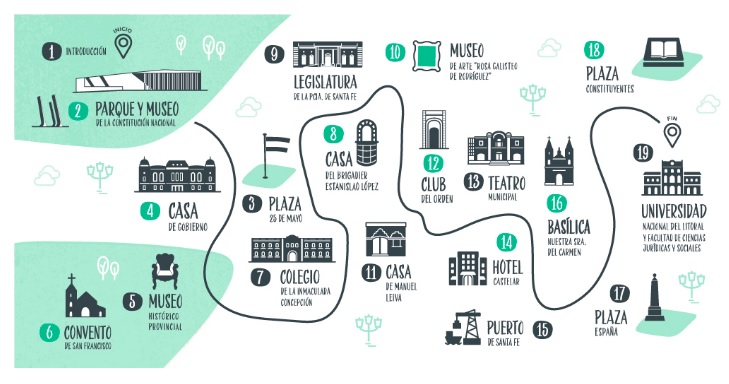 1 INTRODUCCIÓN
INICIO
2 PARQUE Y MUSEO
DE LA CONSTITUCIÓN NACIONAL
3 PLAZA
25 DE MAYO
4 CASA
DE GOBIERNO
5 MUSEO
HISTÓRICO
PROVINCIAL
6 CONVENTO
DE SAN FRANCISCO
7 COLEGIO
DE LA INMACULADA
CONCEPCIÓN
8
CASA
DEL BRIGADIER
ESTANISLAO LÓPEZ
9
LEGISLATURA
DE LA PCIA. DE SANTA FE
10 MUSEO
DE ARTE "ROSA GALISTEO
DE RODRÍGUEZ"
11 CASA
DE MANUEL
LEIVA
12
CLUB
DEL ORDEN
13 TEATRO
MUNICIPAL
14
HOTEL
CASTELAR
PUERTO 15
DE SANTA FE
16
BASÍLICA
NUESTRA SRA.
DEL CARMEN
17
PLAZA
ESPAÑA
18
PLAZA
CONSTITUYENTES
FIN
19
UNIVERSIDAD
NACIONAL DEL LITORAL
Y FACULTAD DE CIENCIAS
JURÍDICAS Y SOCIALES